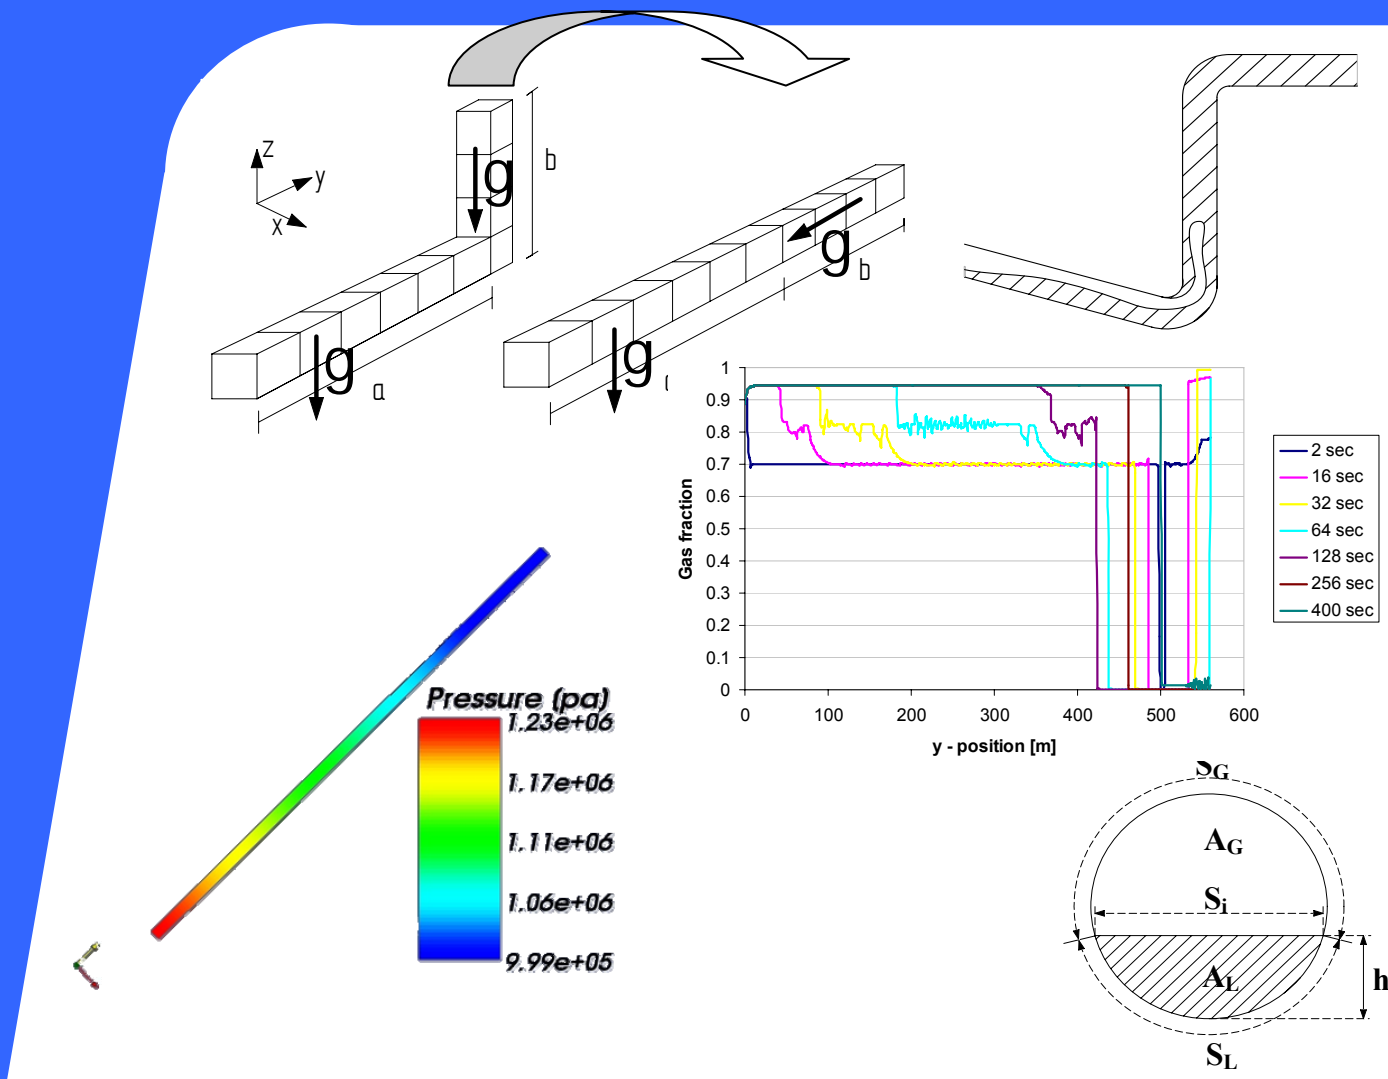 z
y
x
g
b
g
a
g
b
g
Gas fraction
1
0.9
0.8
0.7
0.6
0.5
0.4
0.3
0.2
0.1
0
0 100 200 300 400 500 600
y - position [m]
2 sec
16 sec
32 sec
64 sec
128 sec
256 sec
400 sec
Pressure (pa)
1.23e+06
1.17e+06
1.11e+06
1.06e+06
9.99e+05
SG
AG
Si
AL
h
SL